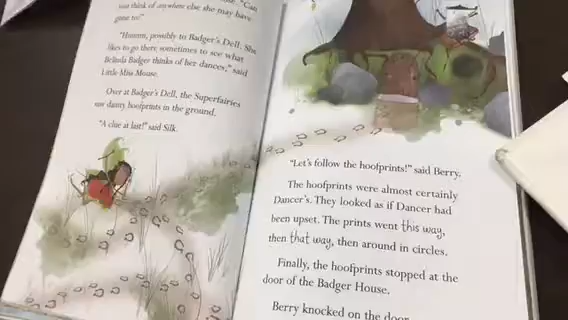 "Can
you think of anywhere else she may have
gone to?"
"Hmmm, possibly to Badger's Dell. She
likes to go there sometimes to see what
Belinda Badger thinks of her dances," said
Little Miss Mouse.
Over at Badger's Dell, the Superfairies
saw dainty hoofprints in the ground.
"A clue at last!" said Silk.
"Let's follow the hoofprints!" said Berry.
The hoofprints were almost certainly
Dancer's. They looked as if Dancer had
been upset. The prints went this way,
then that way, then around in circles.
Finally, the hoofprints stopped at the
door of the Badger House.
Berry knocked on the door